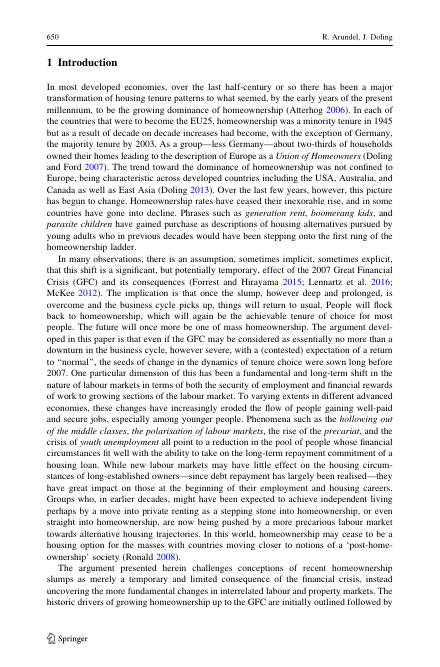 650
R. Arundel, J. Doling
1 Introduction
In most developed economies, over the last half-century or so there has been a major
transformation of housing tenure patterns to what seemed, by the early years of the present
millennium, to be the growing dominance of homeownership (Atterhog 2006). In each of
the countries that were to become the EU25, homeownership was a minority tenure in 1945
but as a result of decade on decade increases had become, with the exception of Germany,
the majority tenure by 2003. As a group—less Germany—about two-thirds of households
owned their homes leading to the description of Europe as a Union of Homeowners (Doling
and Ford 2007). The trend toward the dominance of homeownership was not confined to
Europe, being characteristic across developed countries including the USA, Australia, and
Canada as well as East Asia (Doling 2013). Over the last few years, however, this picture
has begun to change. Homeownership rates have ceased their inexorable rise, and in some
countries have gone into decline. Phrases such as generation rent, boomerang kids, and
parasite children have gained purchase as descriptions of housing alternatives pursued by
young adults who in previous decades would have been stepping onto the first rung of the
homeownership ladder.
In many observations, there is an assumption, sometimes implicit, sometimes explicit,
that this shift is a significant, but potentially temporary, effect of the 2007 Great Financial
Crisis (GFC) and its consequences (Forrest and Hirayama 2015; Lennartz et al. 2016;
McKee 2012). The implication is that once the slump, however deep and prolonged, is
overcome and the business cycle picks up, things will return to usual. People will flock
back to homeownership, which will again be the achievable tenure of choice for most
people. The future will once more be one of mass homeownership. The argument devel-
oped in this paper is that even if the GFC may be considered as essentially no more than a
downturn in the business cycle, however severe, with a (contested) expectation of a return
to “normal”, the seeds of change in the dynamics of tenure choice were sown long before
2007. One particular dimension of this has been a fundamental and long-term shift in the
nature of labour markets in terms of both the security of employment and financial rewards
of work to growing sections of the labour market. To varying extents in different advanced
economies, these changes have increasingly eroded the flow of people gaining well-paid
and secure jobs, especially among younger people. Phenomena such as the hollowing out
of the middle classes, the polarisation of labour markets, the rise of the precariat, and the
crisis of youth unemployment all point to a reduction in the pool of people whose financial
circumstances fit well with the ability to take on the long-term repayment commitment of a
housing loan. While new labour markets may have little effect on the housing circum-
stances of long-established owners—since debt repayment has largely been realised—they
have great impact on those at the beginning of their employment and housing careers.
Groups who, in earlier decades, might have been expected to achieve independent living
perhaps by a move into private renting as a stepping stone into homeownership, or even
straight into homeownership, are now being pushed by a more precarious labour market
towards alternative housing trajectories. In this world, homeownership may cease to be a
housing option for the masses with countries moving closer to notions of a ‘post-home-
ownership’ society (Ronald 2008).
The argument presented herein challenges conceptions of recent homeownership
slumps as merely a temporary and limited consequence of the financial crisis, instead
uncovering the more fundamental changes in interrelated labour and property markets. The
historic drivers of growing homeownership up to the GFC are initially outlined followed by
Springer